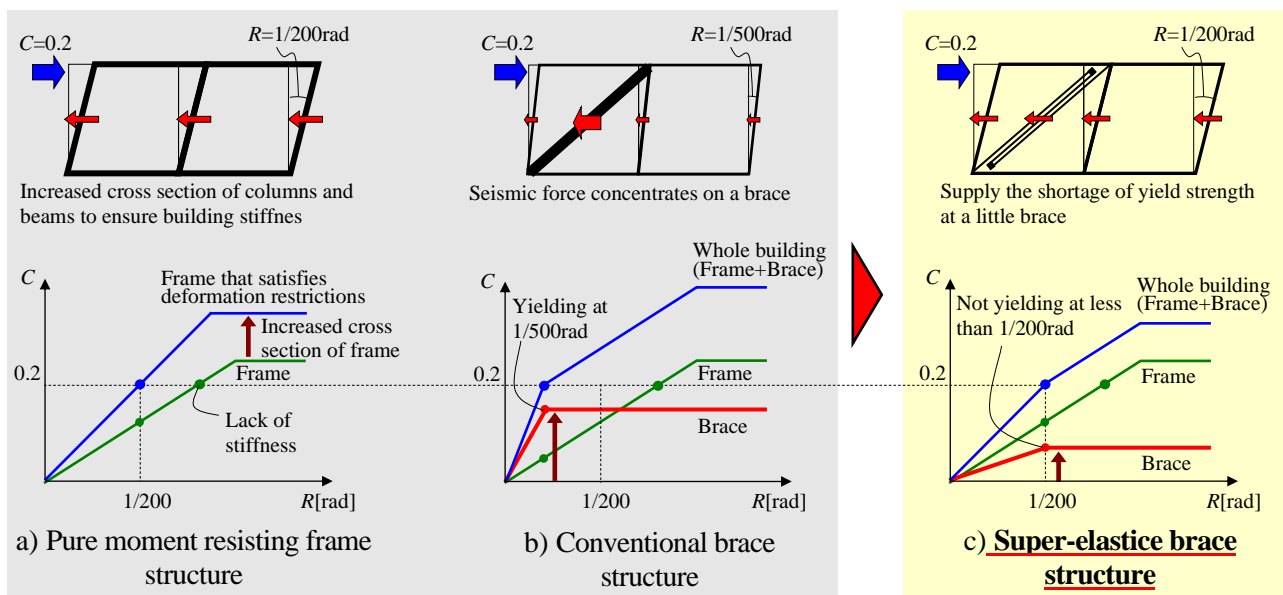 C=0.2
R=1/200rad
Increased cross section of columns and
beams to ensure building stiffnes
C
Frame that satisfies
deformation restrictions
Increased cross
section of frame
0.2
Frame
Lack of
stiffness
1/200
R[rad]
a) Pure moment resisting frame
structure
C=0.2
R=1/500rad
Seismic force concentrates on a brace
C
Whole building
(Frame+Brace)
Yielding at
1/500rad
0.2
Frame
Brace
1/200
R[rad]
b) Conventional brace
structure
C=0.2
R=1/200rad
Supply the shortage of yield strength
at a little brace
C
Whole building
(Frame+Brace)
Not yielding at less
than 1/200rad
0.2
Frame
Brace
1/200
R[rad]
c) Super-elastice brace
structure